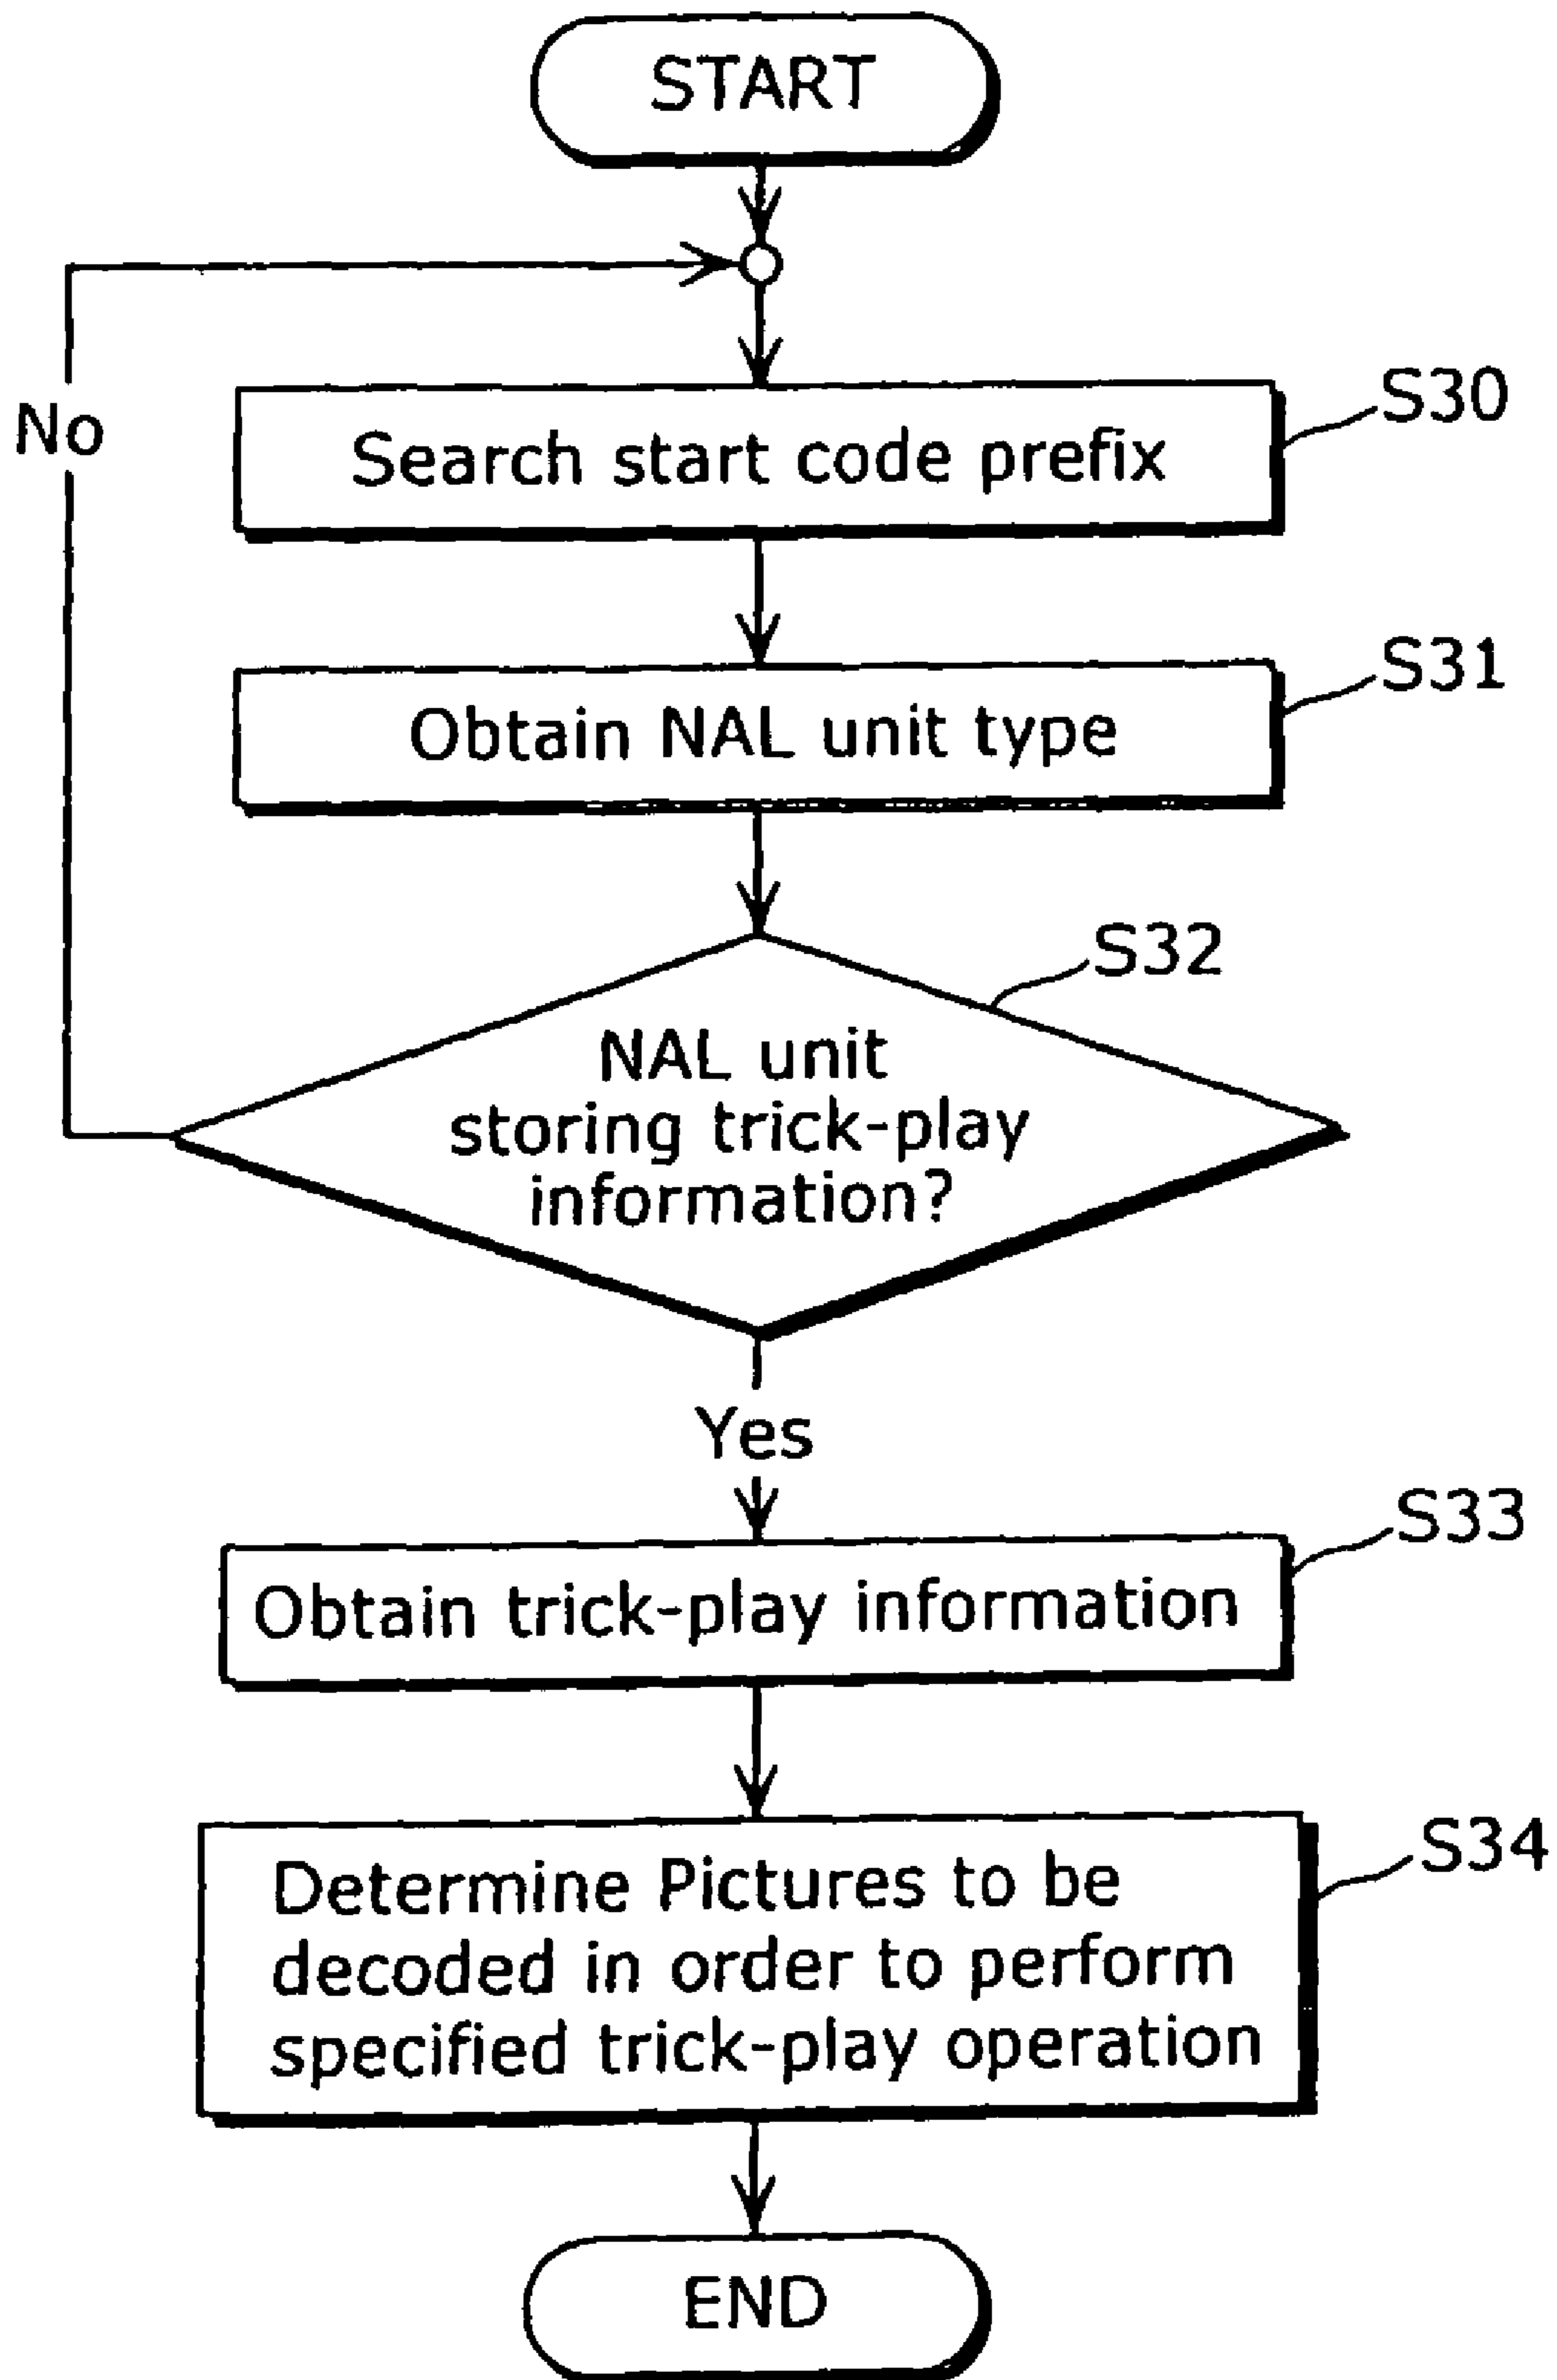 START
No
S30
Search start code prefix
S31
Obtain NAL unit type
S32
NAL unit
storing trick-play
information?
Yes
S33
Obtain trick-play information
S34
Determine Pictures to be
decoded in order to perform
specified trick-play operation
END